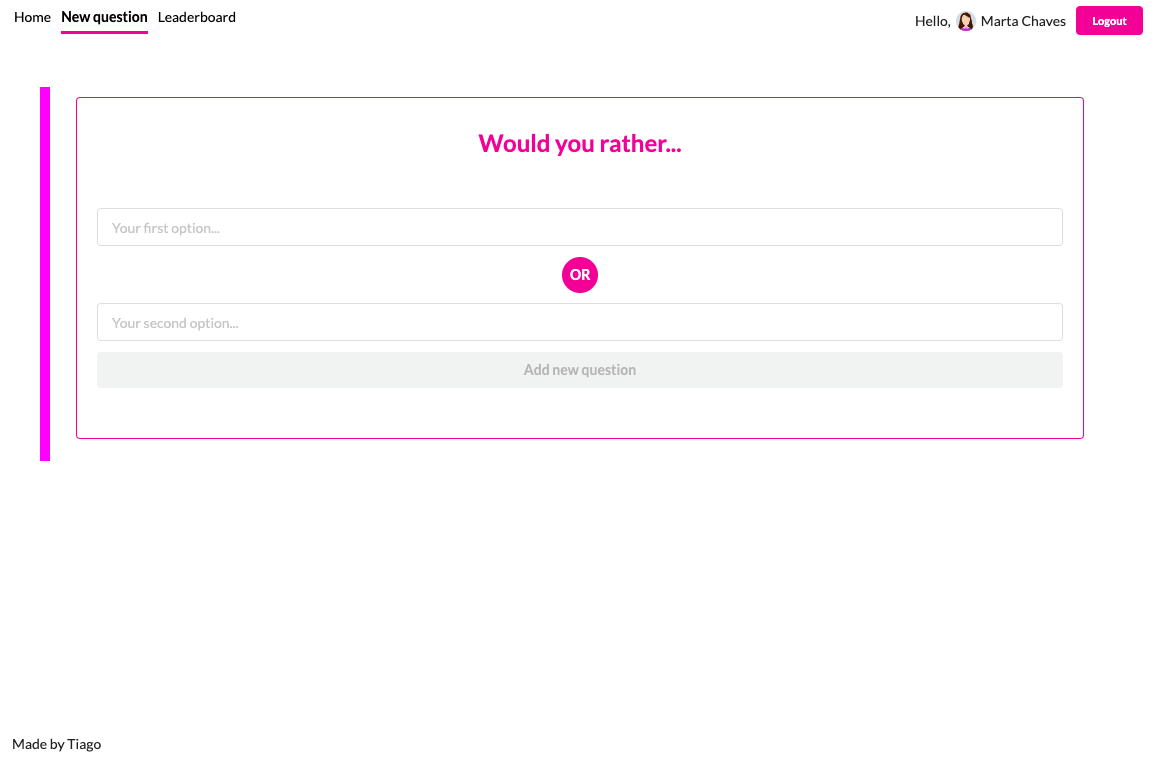 Home New question Leaderboard Hello, Marta Chaves Logout
Would you rather...
Your first option...
OR
Your second option...
Add new question
Made by Tiago